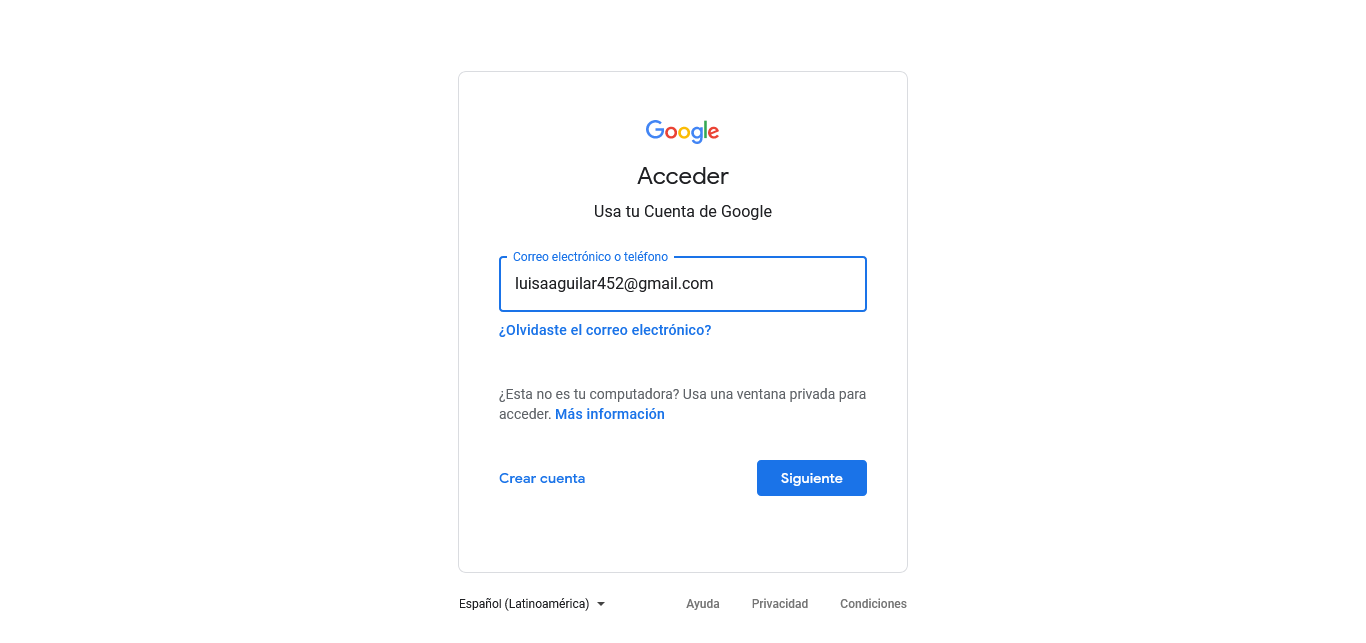 Google
Acceder
Usa tu Cuenta de Google
Correo electrónico o teléfono
luisaaguilar452@gmail.com
¿Olvidaste el correo electrónico?
¿Esta no es tu computadora? Usa una ventana privada para
acceder. Más información
Crear cuenta
Siguiente
Español (Latinoamérica)
Ayuda
Privacidad
Condiciones